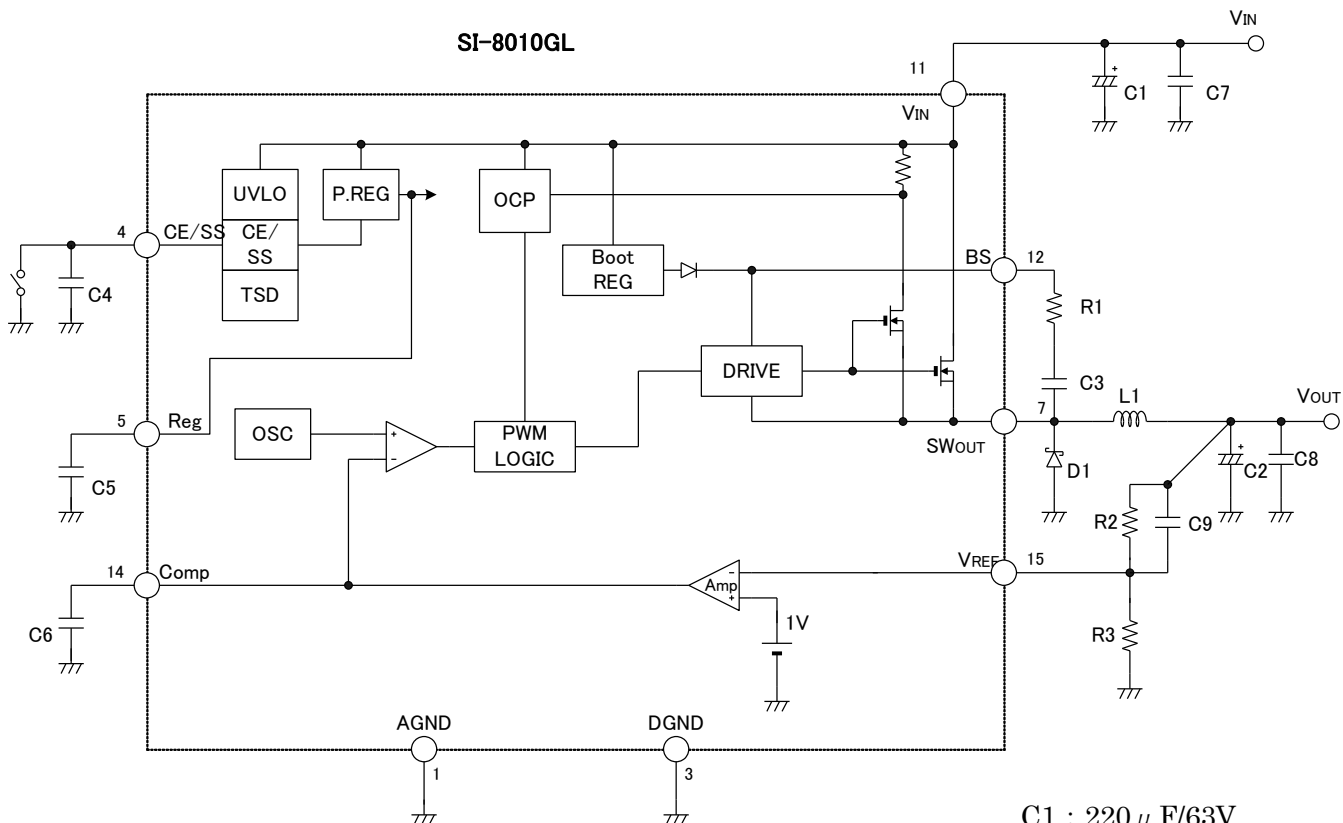 SI-8010GL
VIN
11
C1
C7
VIN
UVLO
P.REG
OCP
4
CE/SS
CE/
SS
Boot
REG
BS
12
C4
TSD
R1
DRIVE
C3
L1
VOUT
5
Reg
7
OSC
+
-
PWM
LOGIC
SWOUT
D1
C2
C8
C5
R2
C9
14
Comp
VREF
15
Amp
-
+
C6
1V
R3
AGND
DGND
1
3
C1 : 220μF/63V